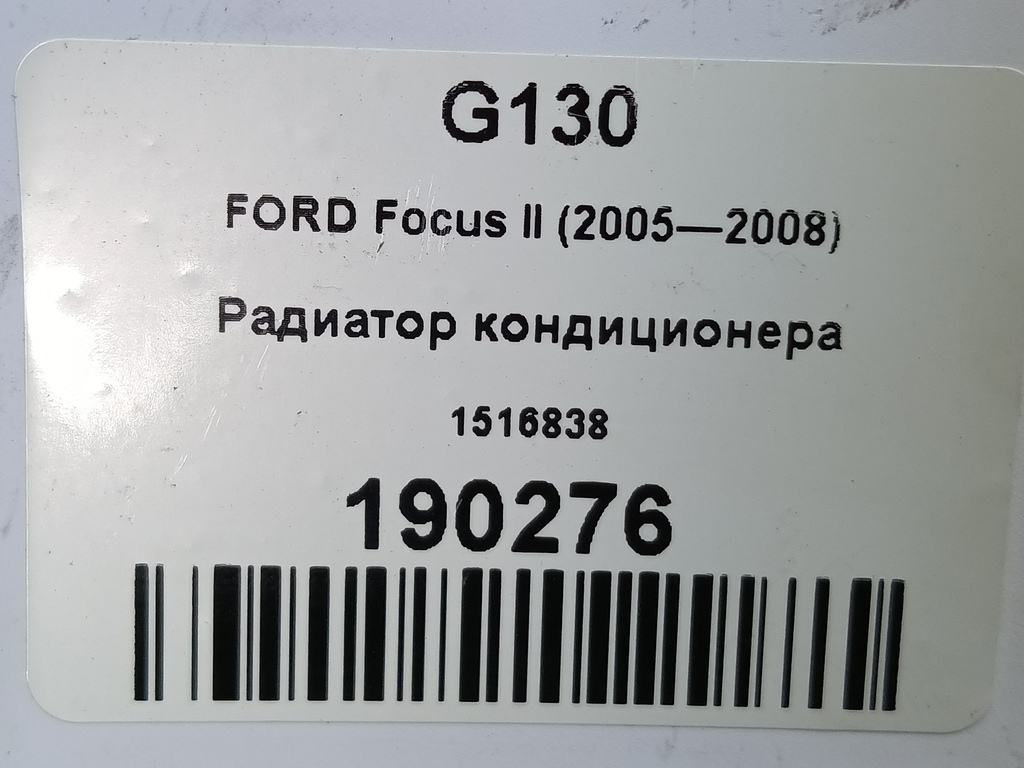 G130
FORD Focus II (2005—2008)
Радиатор кондиционера
1516838
190276